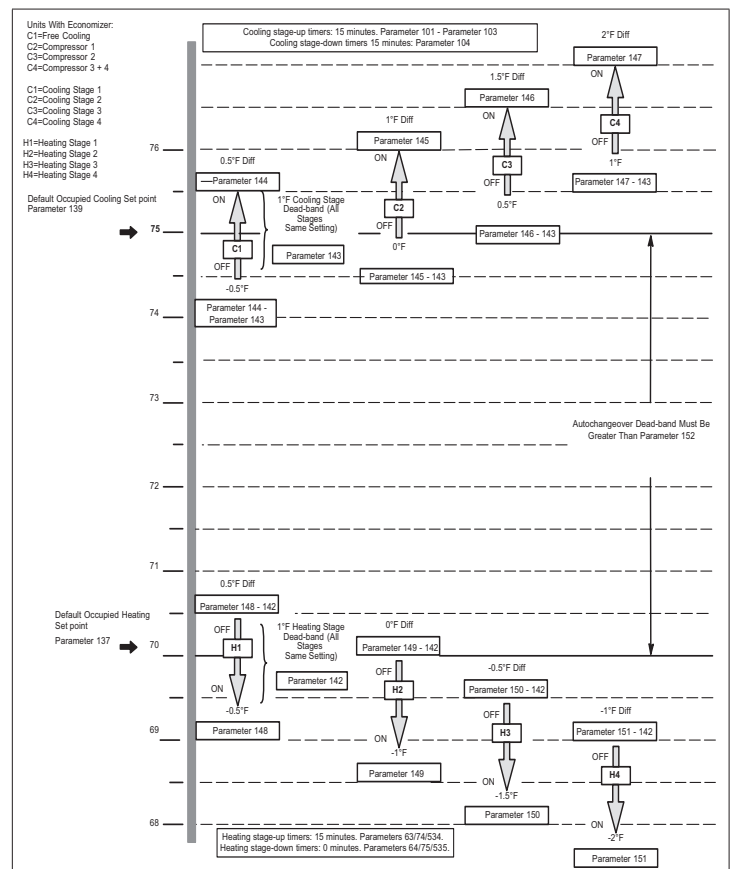 Units With Economizer:
C1=Free Cooling
C2=Compressor 1
C3=Compressor 2
C4=Compressor 3 + 4
C1=Cooling Stage 1
C2=Cooling Stage 2
C3=Cooling Stage 3
C4=Cooling Stage 4
H1=Heating Stage 1
H2=Heating Stage 2
H3=Heating Stage 3
H4=Heating Stage 4
Default Occupied Cooling Set point
Parameter 139
Cooling stage-up timers: 15 minutes. Parameter 101 - Parameter 103
Cooling stage-down timers 15 minutes: Parameter 104
2°F Diff
Parameter 147
ON
C4
OFF
1°F
Parameter 147 - 143
1.5°F Diff
Parameter 146
ON
C3
OFF
0.5°F
Parameter 146 - 143
1°F Diff
Parameter 145
ON
C2
OFF
0°F
Parameter 145 - 143
0.5°F Diff
Parameter 144
ON
C1
OFF
-0.5°F
Parameter 144 -
Parameter 143
1°F Cooling Stage
Dead-band (All
Stages
Same Setting)
Parameter 143
76
75
74
73
72
71
70
69
68
Autochangeover Dead-band Must Be
Greater Than Parameter 152
Default Occupied Heating
Set point
Parameter 137
0.5°F Diff
Parameter 148 - 142
OFF
H1
ON
-0.5°F
Parameter 148
1°F Heating Stage
Dead-band (All
Stages
Same Setting)
Parameter 142
0°F Diff
Parameter 149 - 142
OFF
H2
ON
-1°F
Parameter 149
-0.5°F Diff
Parameter 150 - 142
OFF
H3
ON
-1.5°F
Parameter 150
-1°F Diff
Parameter 151 - 142
OFF
H4
ON
-2°F
Parameter 151
Heating stage-up timers: 15 minutes. Parameters 63/74/534.
Heating stage-down timers: 0 minutes. Parameters 64/75/535.